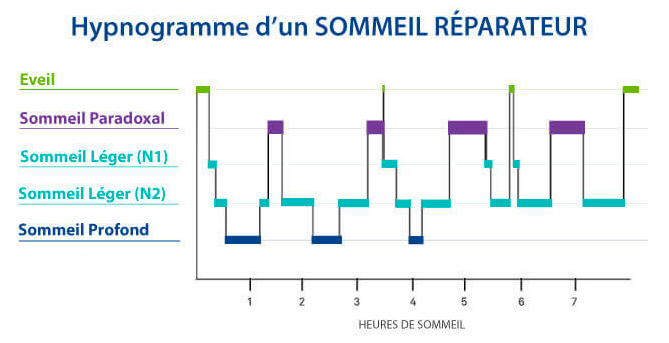 Hypnogramme d'un SOMMEIL RÉPARATEUR
Eveil
Sommeil Paradoxal
Sommeil Léger (N1)
Sommeil Léger (N2)
Sommeil Profond
1 2 3 4 5 6 7
HEURES DE SOMMEIL